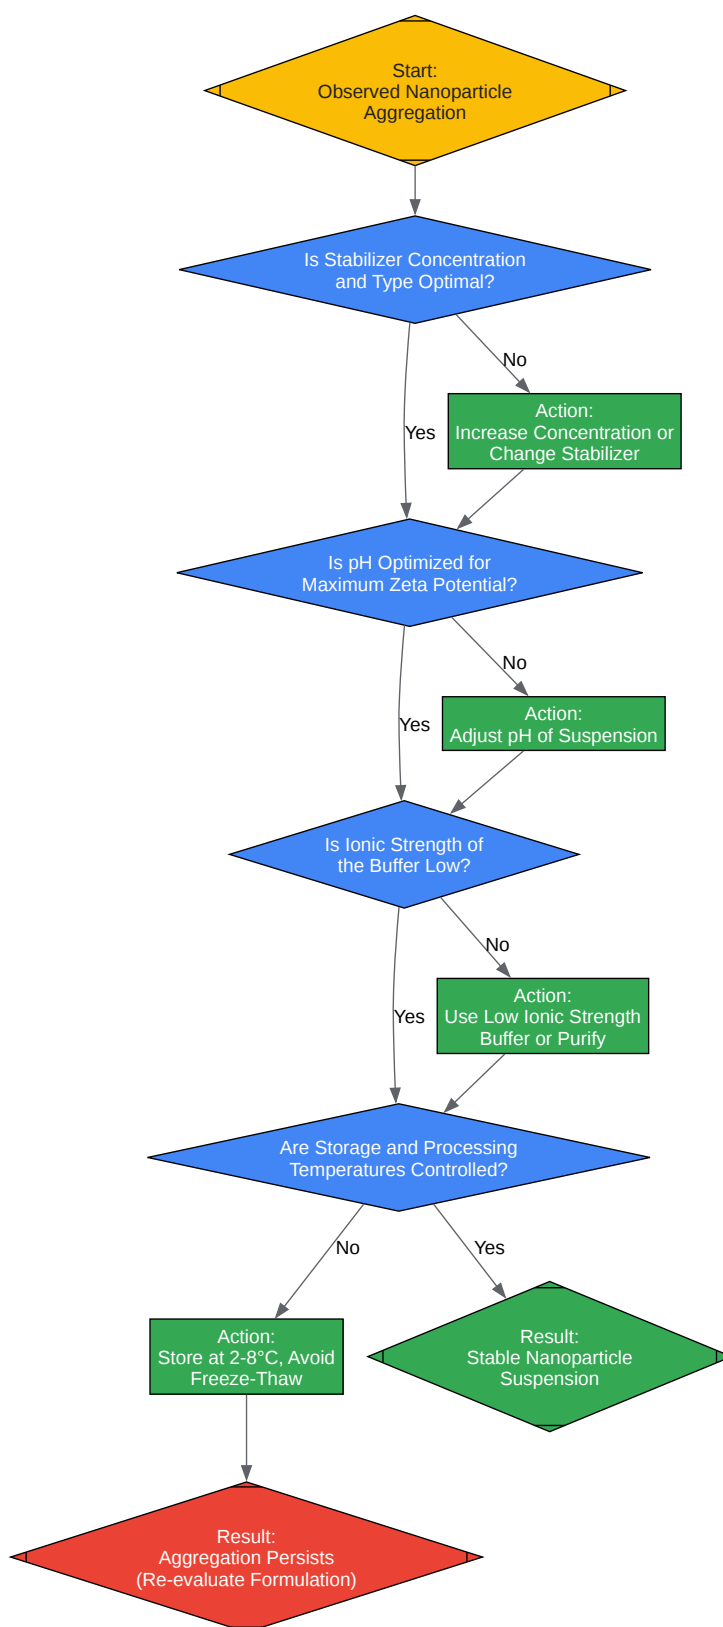 Start:
Observed Nanoparticle
Aggregation
Is Stabilizer Concentration
and Type Optimal?
No
Action:
Increase Concentration or
Change Stabilizer
Yes
Is pH Optimized for
Maximum Zeta Potential?
No
Action:
Adjust pH of Suspension
Yes
Is Ionic Strength of
the Buffer Low?
No
Action:
Use Low Ionic Strength
Buffer or Purify
Yes
Are Storage and Processing
Temperatures Controlled?
No
Yes
Action:
Store at 2-8°C, Avoid
Freeze-Thaw
Result:
Stable Nanoparticle
Suspension
Result:
Aggregation Persists
(Re-evaluate Formulation)